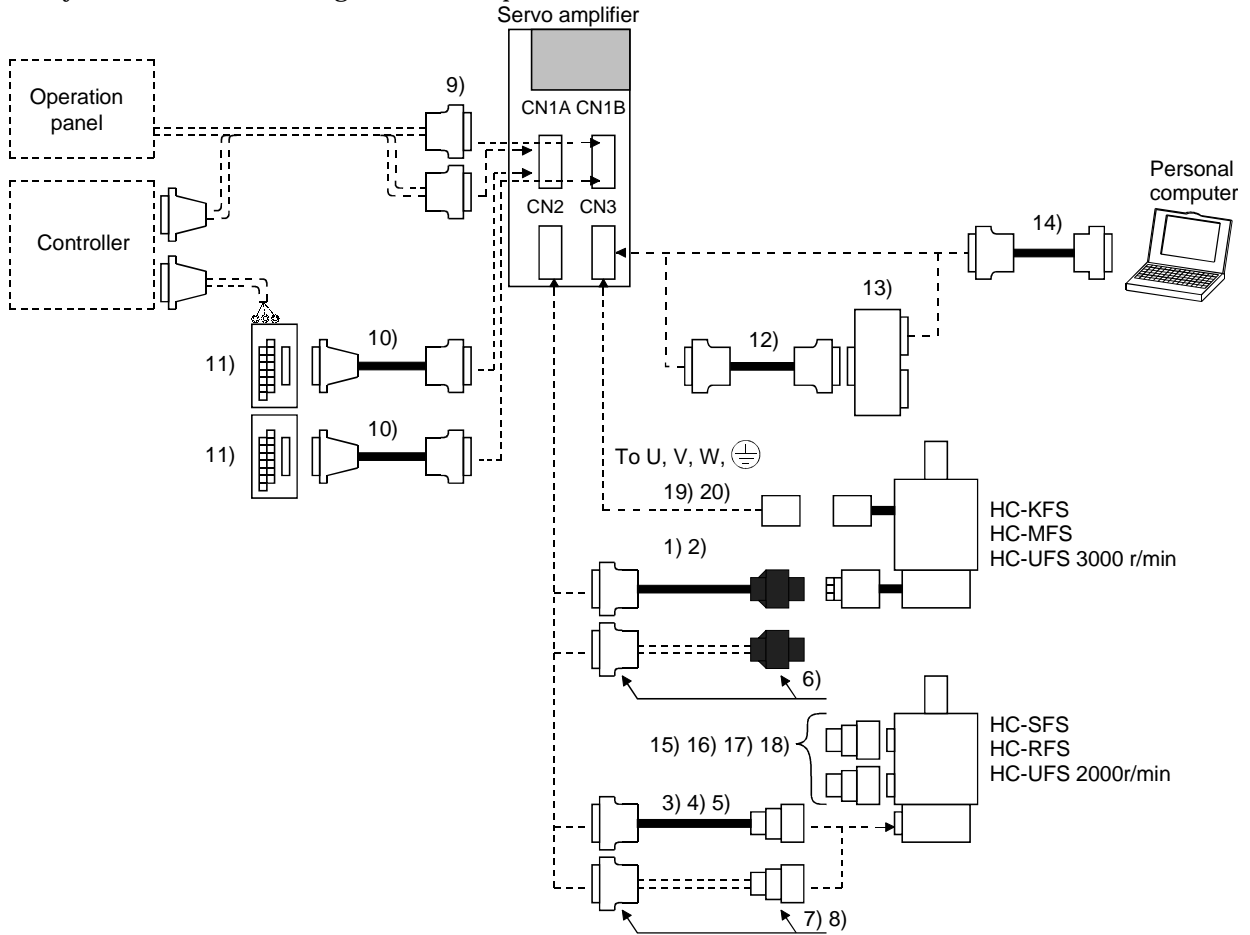 Servo amplifier
Operation
panel
9)
CN1A CN1B
Controller
CN2 CN3
Personal
computer
14)
13)
12)
11)
10)
11)
10)
To U, V, W,
19) 20)
HC-KFS
HC-MFS
HC-UFS 3000 r/min
1) 2)
6)
15) 16) 17) 18)
HC-SFS
HC-RFS
HC-UFS 2000r/min
3) 4) 5)
7) 8)